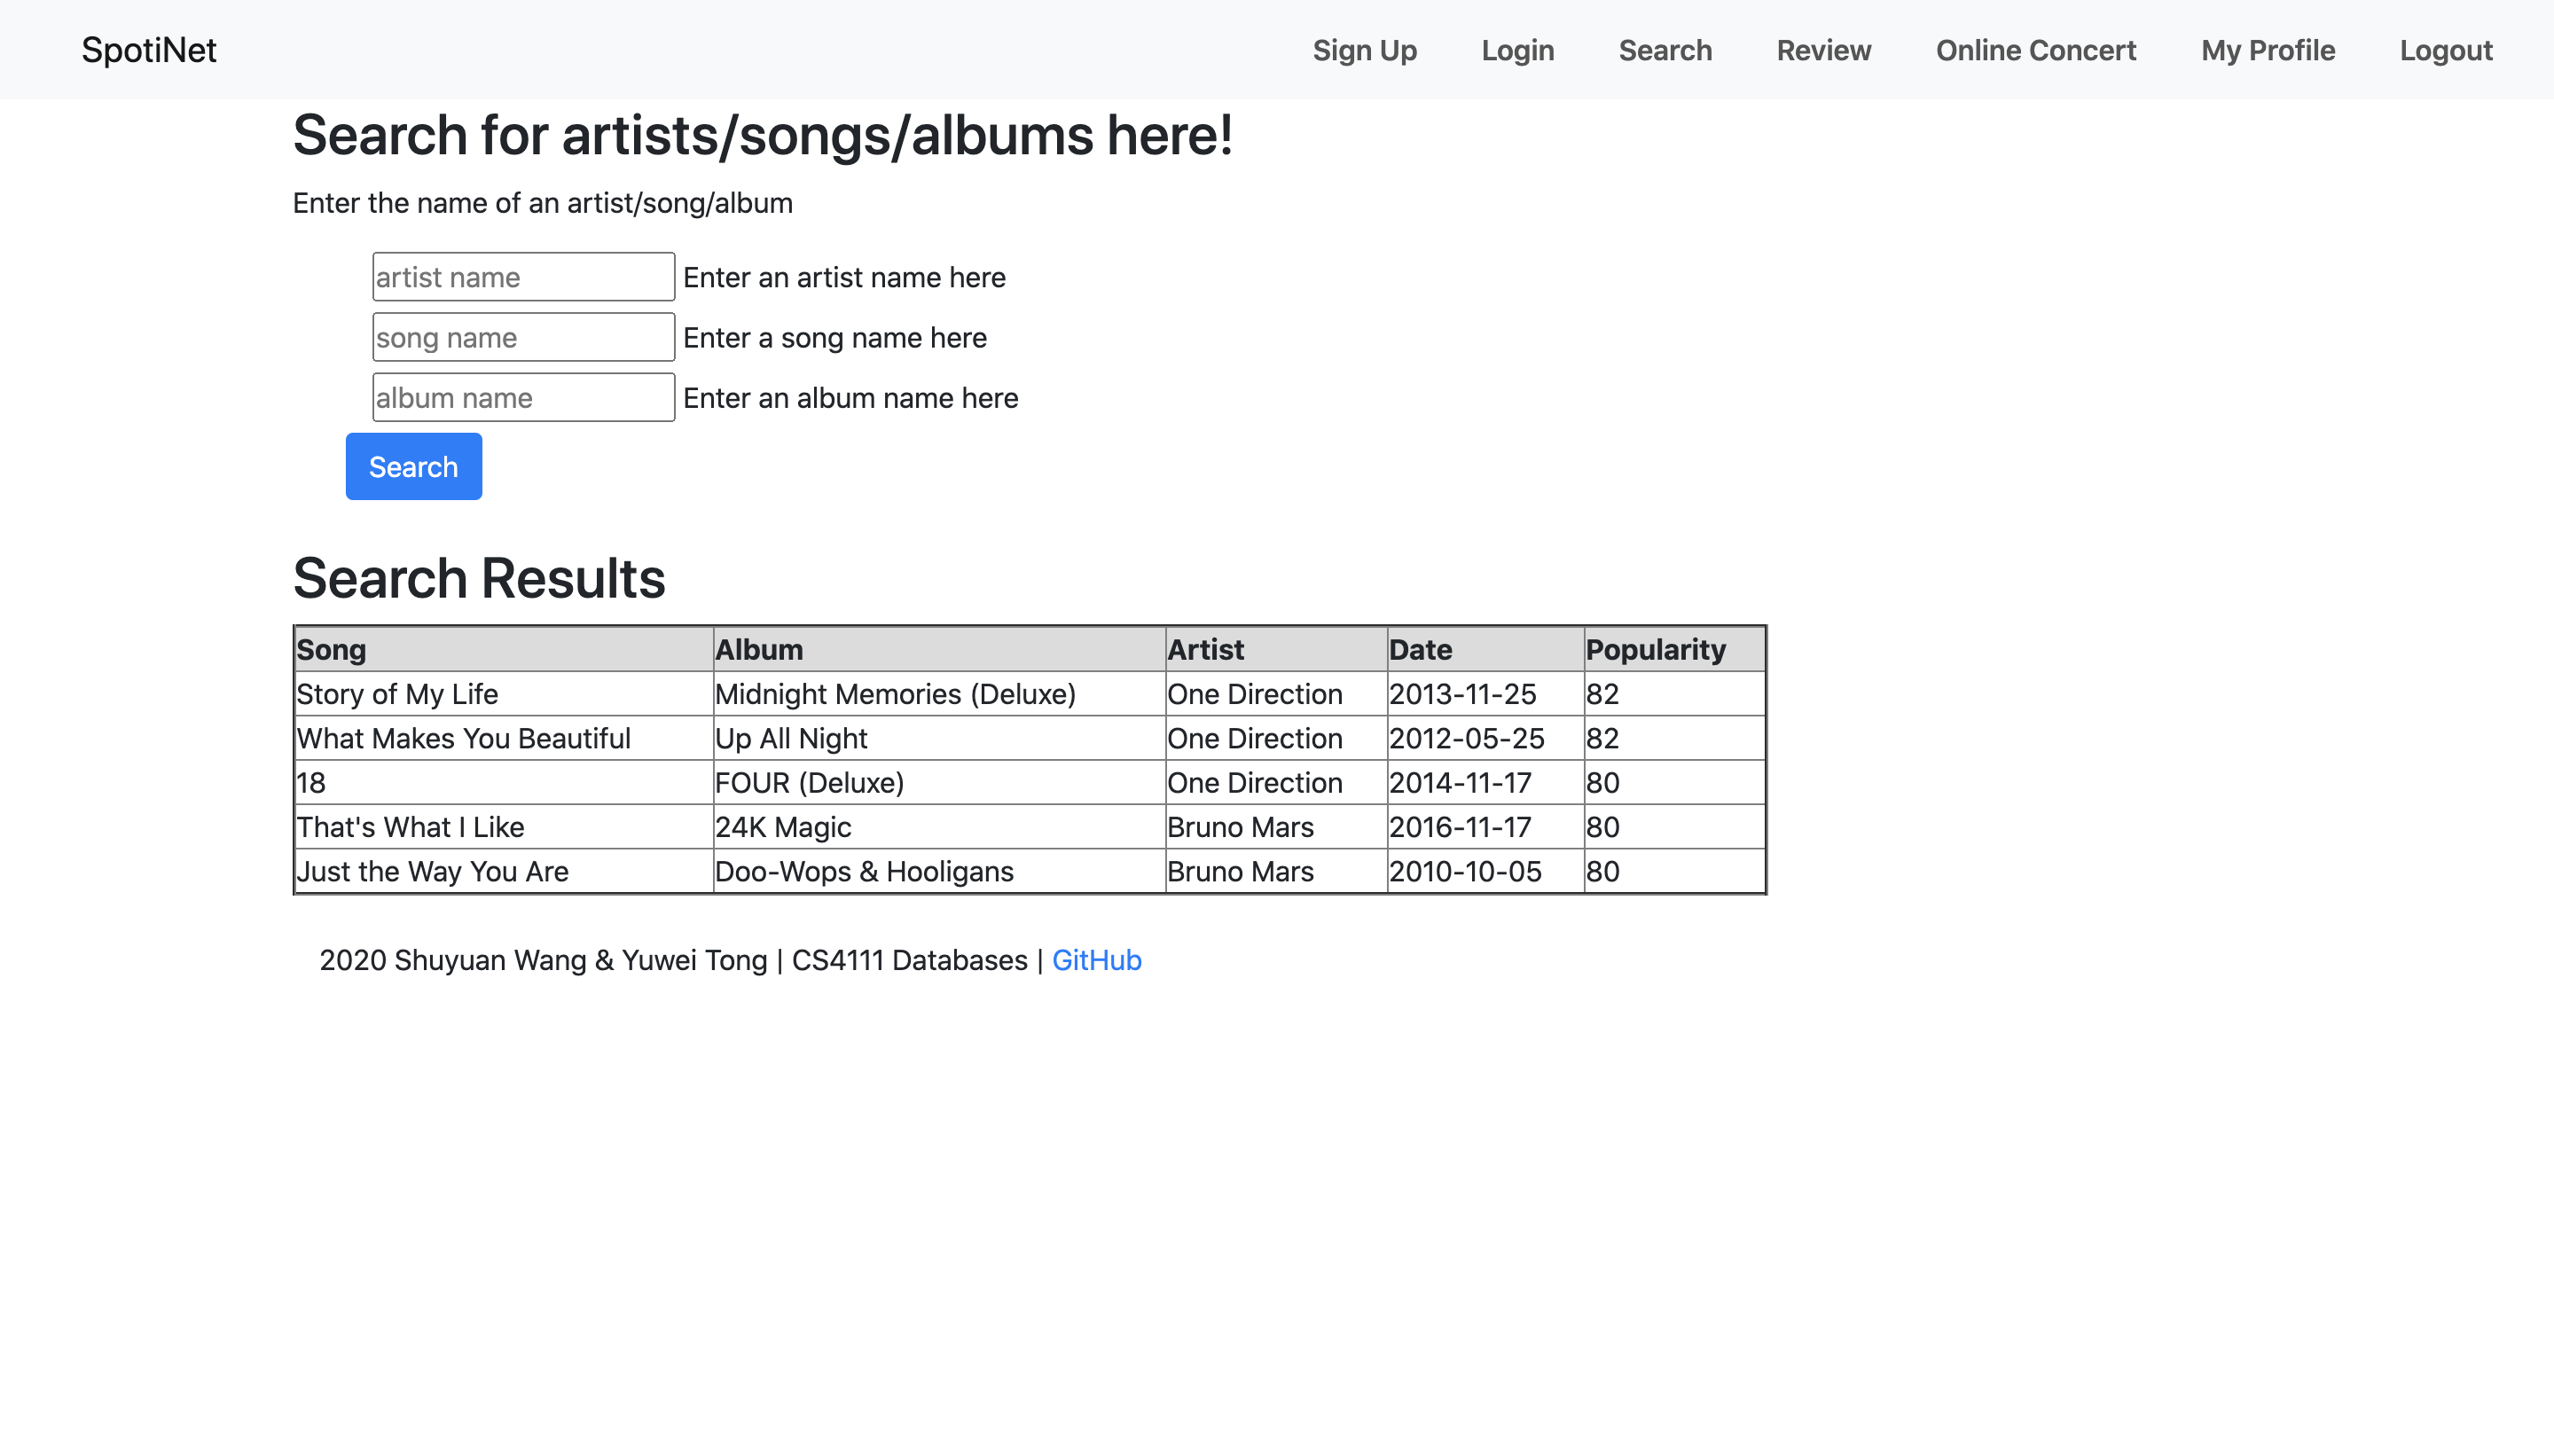 SpotiNet Sign Up Login Search Review Online Concert My Profile Logout
Search for artists/songs/albums here!
Enter the name of an artist/song/album
artist name Enter an artist name here
song name Enter a song name here
album name Enter an album name here
Search
Search Results
Song Album Artist Date Popularity
Story of My Life Midnight Memories (Deluxe) One Direction 2013-11-25 82
What Makes You Beautiful Up All Night One Direction 2012-05-25 82
18 FOUR (Deluxe) One Direction 2014-11-17 80
That's What I Like 24K Magic Bruno Mars 2016-11-17 80
Just the Way You Are Doo-Wops & Hooligans Bruno Mars 2010-10-05 80
2020 Shuyuan Wang & Yuwei Tong | CS4111 Databases | GitHub